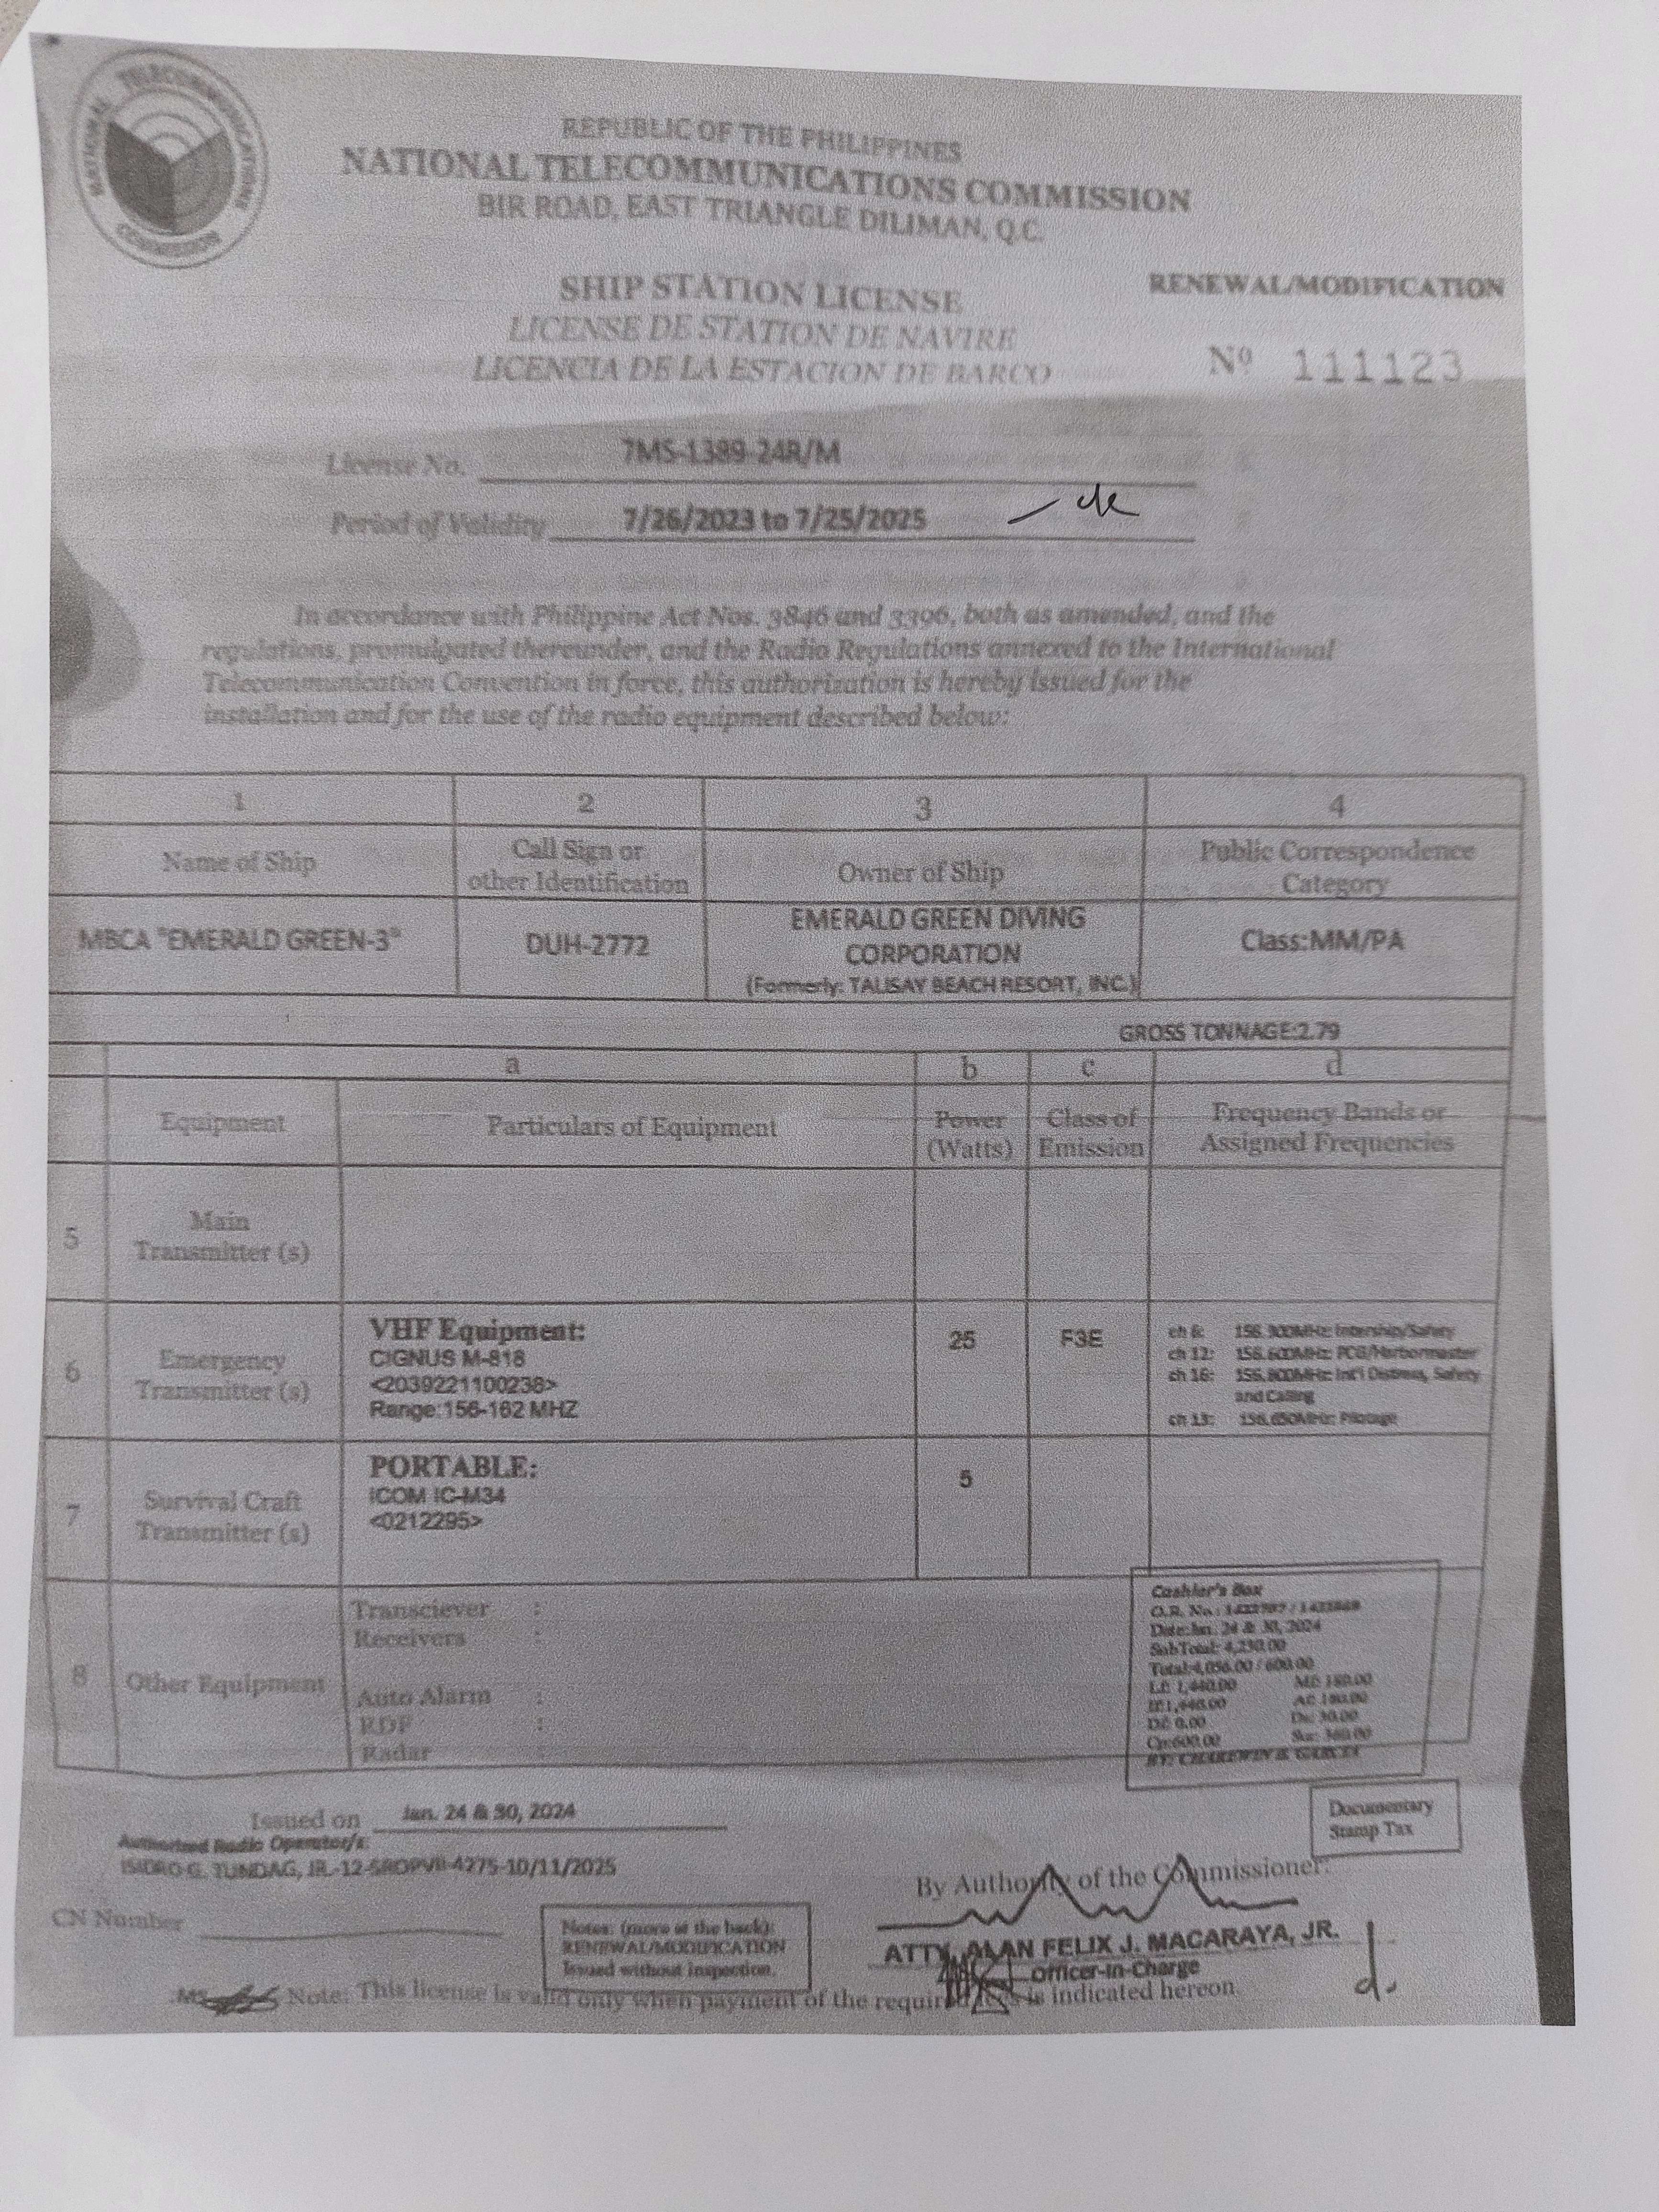 NATIONAL TELECOMMUNICATIONS COMMISSION
REPUBLIC OF THE PHILIPPINES
NATIONAL TELECOMMUNICATIONS COMMISSION
BIR ROAD, EAST TRIANGLE DILIMAN, Q.C.
SHIP STATION LICENSE
LICENSE DE STATION DE NAVIRE
LICENCIA DE LA ESTACION DE BARCO
RENEWAL/MODIFICATION
Nº 111123
License No. 7MS-1389-24R/M
Period of Validity 7/26/2023 to 7/25/2025
In accordance with Philippine Act Nos. 3846 and 3396, both as amended, and the
regulations, promulgated thereunder, and the Radio Regulations annexed to the International
Telecommunication Convention in force, this authorization is hereby issued for the
installation and for the use of the radio equipment described below:
1 2 3 4
Name of Ship
Call Sign or
other Identification
Owner of Ship
Public Correspondence
Category
MBCA "EMERALD GREEN-3"
DUH-2772
EMERALD GREEN DIVING
CORPORATION
(Formerly: TALISAY BEACH RESORT, INC.)
Class:MM/PA
GROSS TONNAGE:2.79
a b c d
Equipment
Particulars of Equipment
Power
(Watts)
Class of
Emission
Frequency Bands or
Assigned Frequencies
5
Main
Transmitter (s)
6
Emergency
Transmitter (s)
VHF Equipment:
CIGNUS M-818
<2039221100238>
Range:156-162 MHZ
25
F3E
ch 6: 156.300MHz: Intership/Safety
ch 12: 156.600MHz: PCG/Harbormaster
ch 16: 156.800MHz: Int'l Distress, Safety
and Calling
ch 13: 156.650MHz: Pilotage
7
Survival Craft
Transmitter (s)
PORTABLE:
ICOM IC-M34
<0212295>
5
8
Other Equipment
Transciever :
Receivers :
Auto Alarm :
RDF :
Radar
Cashier's Box
O.R. No.:
Date: Jan. 24 & 30, 2024
SubTotal: 4,230.00
Total:4,056.00 / 600.00
LF: 1,440.00 MF: 180.00
1,440.00 AC: 180.00
0.00 Ds: 30.00
600.00 Sur: 360.00
Issued on Jan. 24 & 30, 2024
Documentary
Stamp Tax
Authorized Radio Operator/s:
ISIDRO G. TUNDAG, JR.-12-SROPVII-4275-10/11/2025
By Authority of the Commissioner:
CN Number
Notes: (more at the back):
RENEWAL/MODIFICATION
Issued without inspection.
ATTY. ALAN FELIX J. MACARAYA, JR.
Officer-In-Charge
Note: This license is valid only when payment of the required fees is indicated hereon.